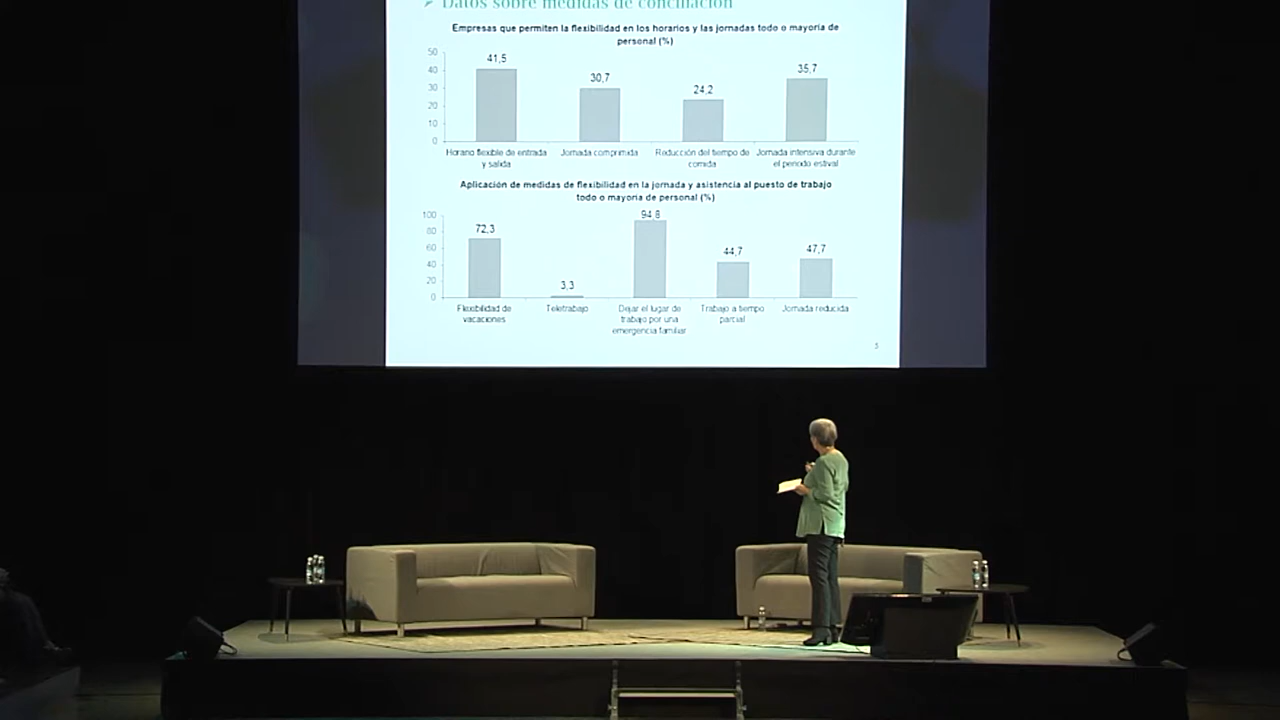 ➢ Datos sobre medidas de conciliación
Empresas que permiten la flexibilidad en los horarios y las jornadas todo o mayoría de
personal (%)
50
40
30
20
10
0
41,5
30,7
24,2
35,7
Horario flexible de entrada
y salida
Jornada comprimida
Reducción del tiempo de
comida
Jornada intensiva durante
el periodo estival
Aplicación de medidas de flexibilidad en la jornada y asistencia al puesto de trabajo
todo o mayoría de personal (%)
100
80
60
40
20
0
72,3
3,3
94,8
44,7
47,7
Flexibilidad de
vacaciones
Teletrabajo
Dejar el lugar de
trabajo por una
emergencia familiar
Trabajo a tiempo
parcial
Jornada reducida
5